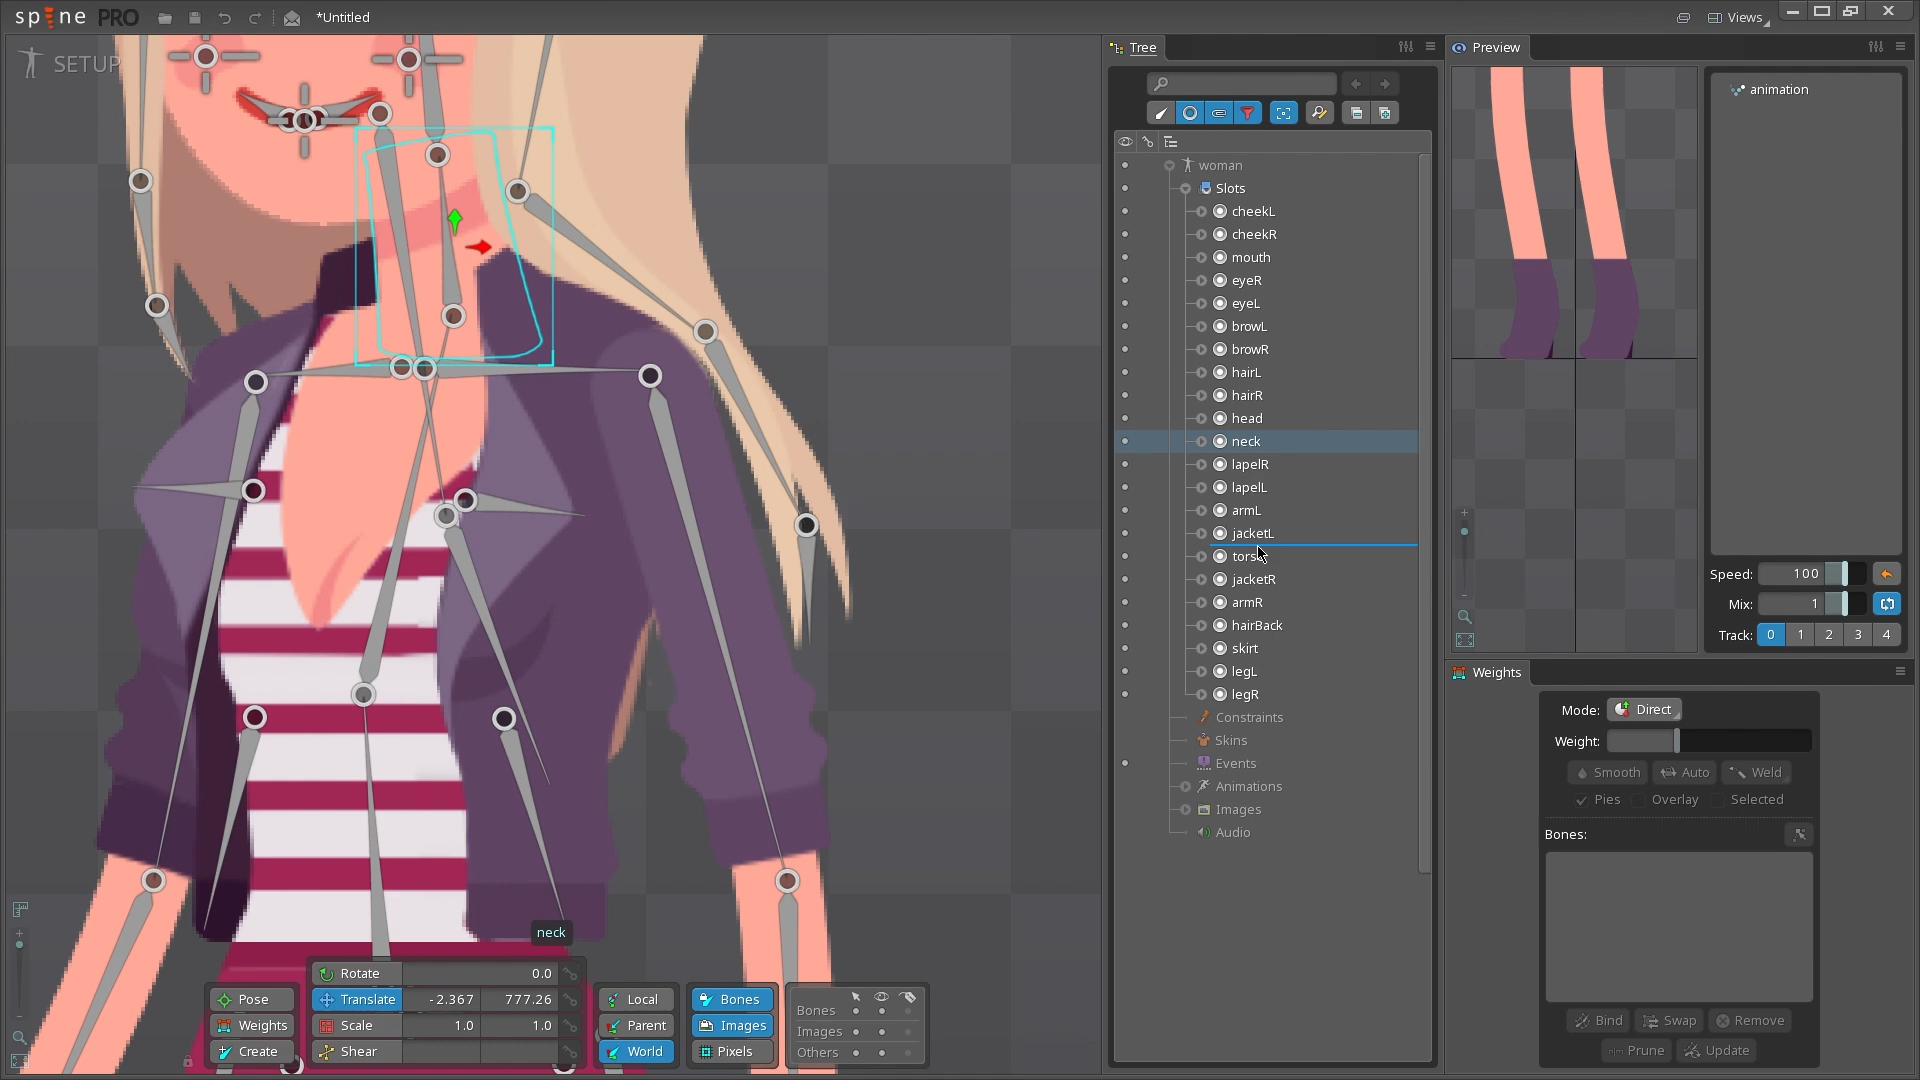 spine PRO
*Untitled
Views
SETUP
Tree
Preview
animation
woman
Slots
cheekL
cheekR
mouth
eyeR
eyeL
browL
browR
hairL
hairR
head
neck
lapelR
lapelL
armL
jacketL
jacketR
armR
hairBack
skirt
legL
legR
Constraints
Skins
Events
Animations
Images
Audio
Speed: 100
Mix: 1
Track: 0 1 2 3 4
Weights
Mode: Direct
Weight:
Smooth Auto Weld
Pies Overlay Selected
Bones:
Bind Swap Remove
Prune Update
neck
Rotate 0.0
Pose Translate -2.367 777.26 Local Bones
Weights Scale 1.0 1.0 Parent Images
Create Shear World Pixels
Bones
Images
Others